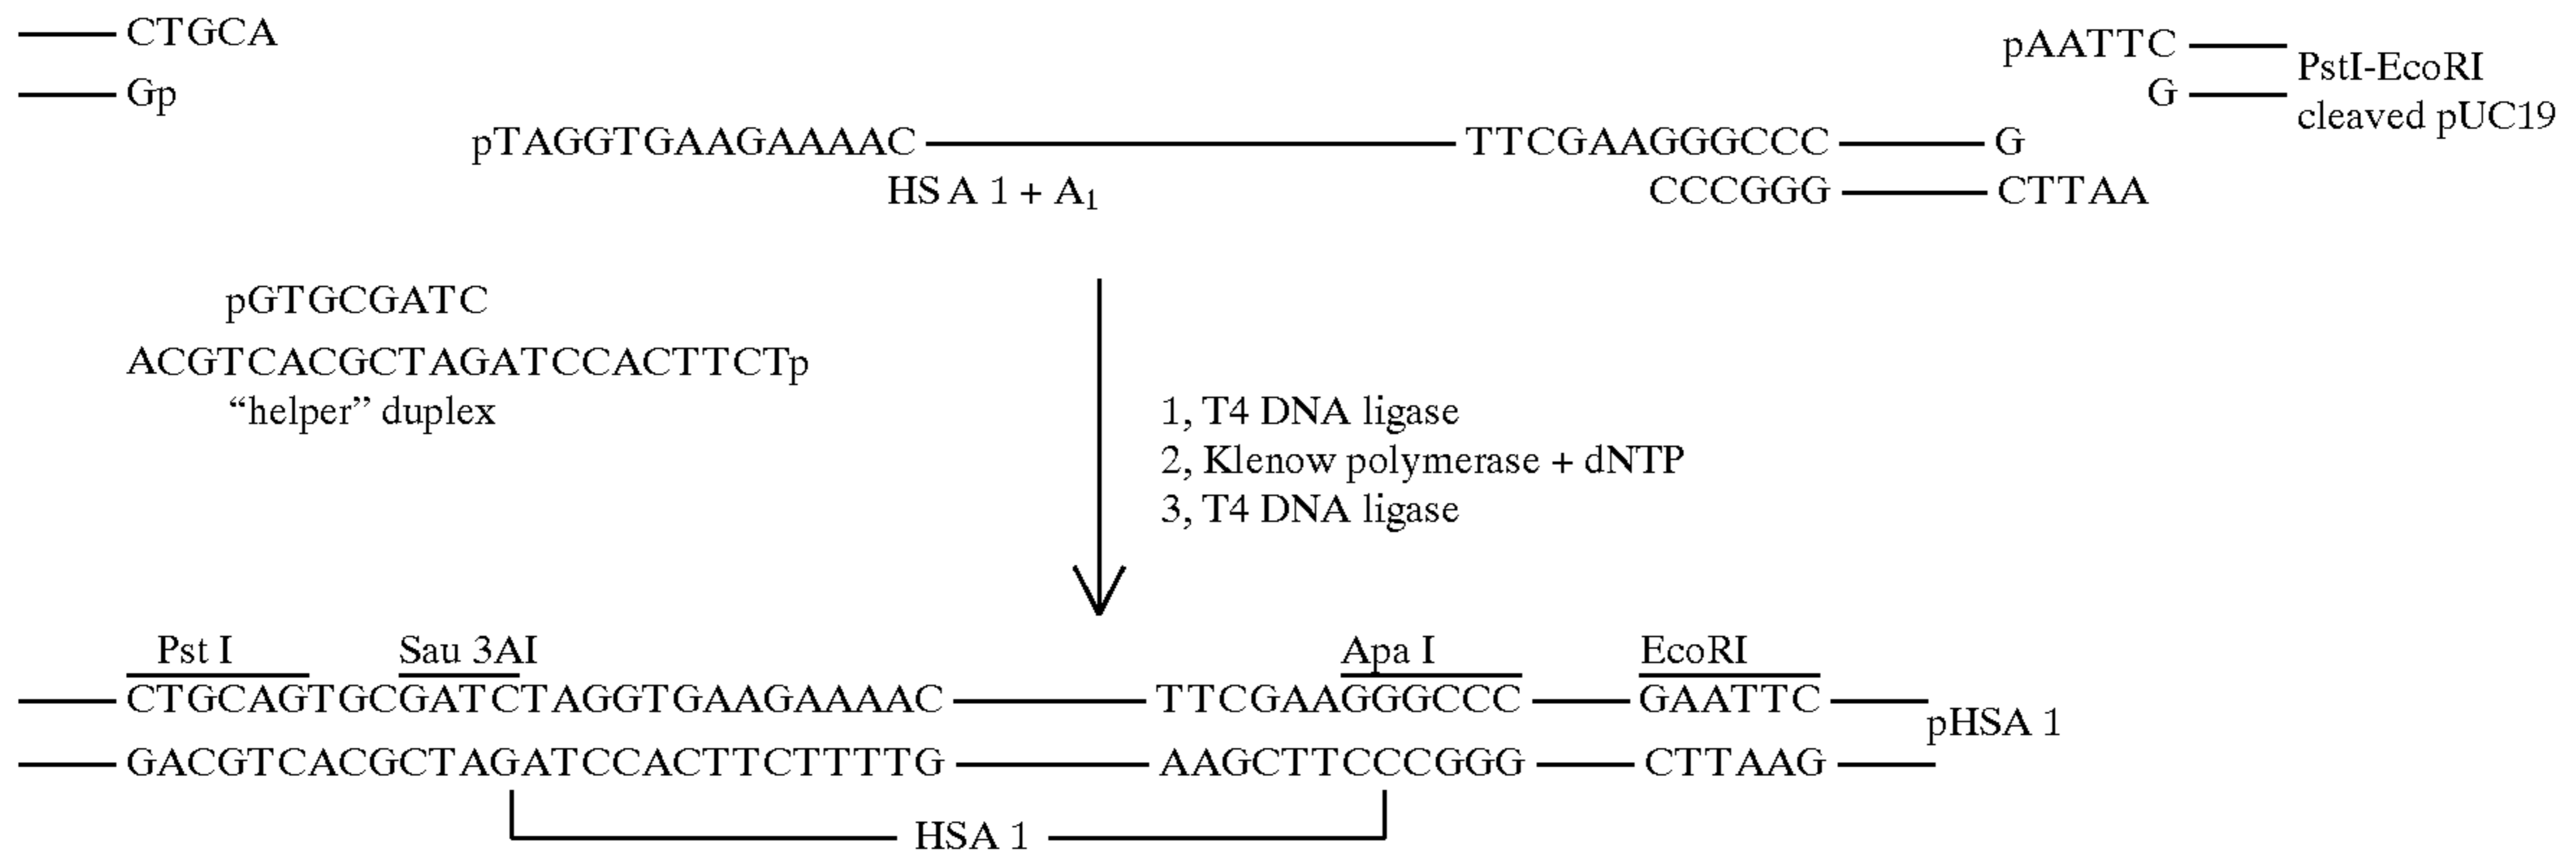 CTGCA
Gp
pAATTC
G
PstI-EcoRI
cleaved pUC19
pTAGGTGAAGAAAAC TTCGAAGGGCCC G
HSA 1 + A₁ CCCGGG CTTAA
pGTGCGATC
ACGTCACGCTAGATCCACTTCTp
“helper” duplex
1, T4 DNA ligase
2, Klenow polymerase + dNTP
3, T4 DNA ligase
Pst I Sau 3AI Apa I EcoRI
CTGCAGTGCGATCTAGGTGAAGAAAAC TTCGAAGGGCCC GAATTC
pHSA 1
GACGTCACGCTAGATCCACTTCTTTTG AAGCTTCCCGGG CTTAAG
HSA 1